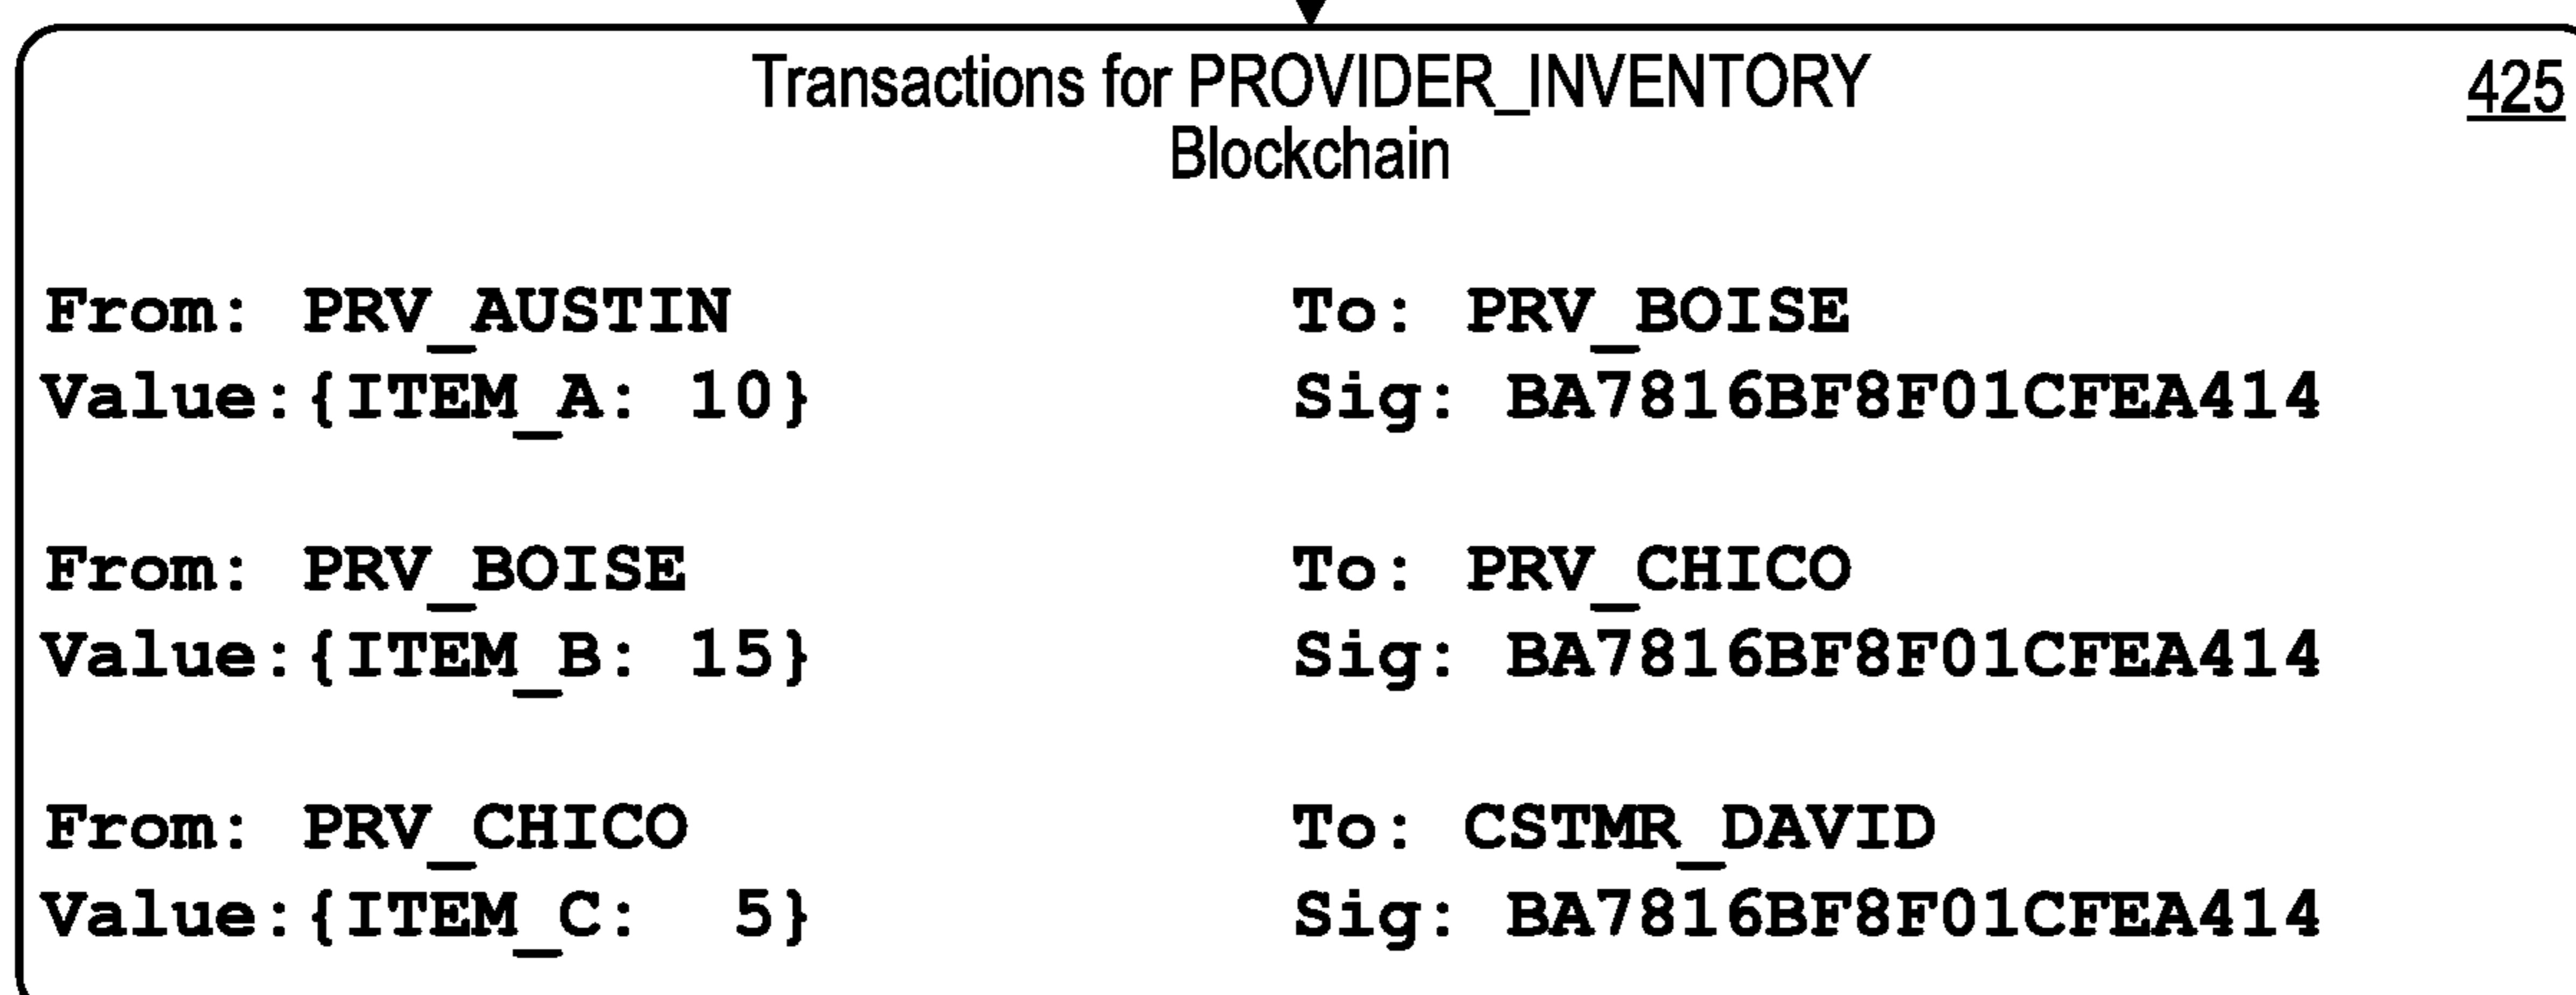 Transactions for PROVIDER_INVENTORY 425
Blockchain
From: PRV_AUSTIN To: PRV_BOISE
Value:{ITEM_A: 10} Sig: BA7816BF8F01CFEA414
From: PRV_BOISE To: PRV_CHICO
Value:{ITEM_B: 15} Sig: BA7816BF8F01CFEA414
From: PRV_CHICO To: CSTMR_DAVID
Value:{ITEM_C:  5} Sig: BA7816BF8F01CFEA414